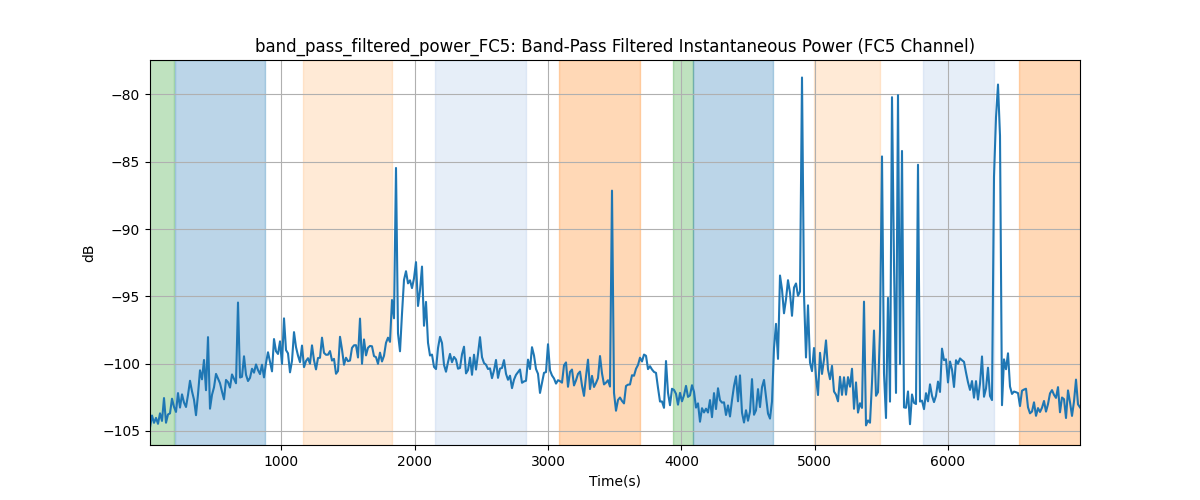 band_pass_filtered_power_FC5: Band-Pass Filtered Instantaneous Power (FC5 Channel)
−80
−85
−90
−95
−100
−105
dB
1000 2000 3000 4000 5000 6000
Time(s)